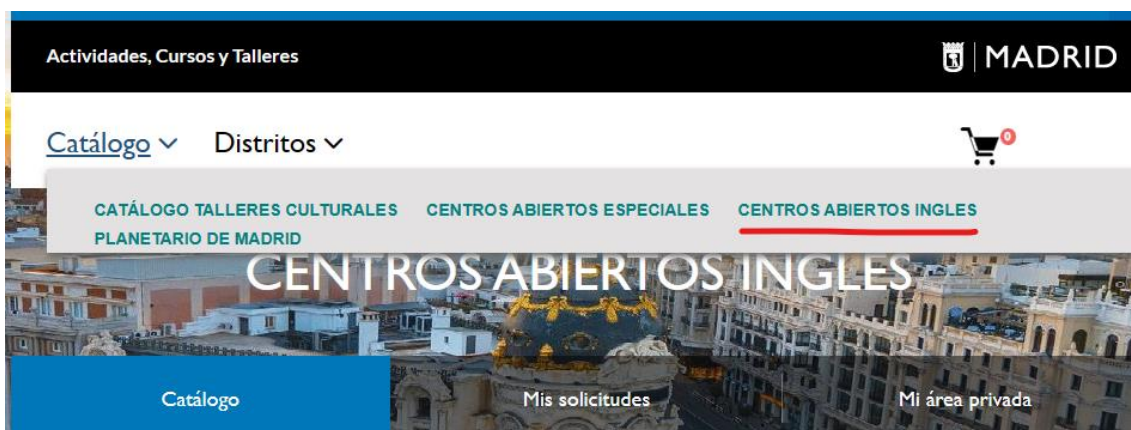 Actividades, Cursos y Talleres
MADRID
Catálogo Distritos
0
CATÁLOGO TALLERES CULTURALES CENTROS ABIERTOS ESPECIALES CENTROS ABIERTOS INGLES
PLANETARIO DE MADRID
CENTROS ABIERTOS INGLES
Catálogo Mis solicitudes Mi área privada